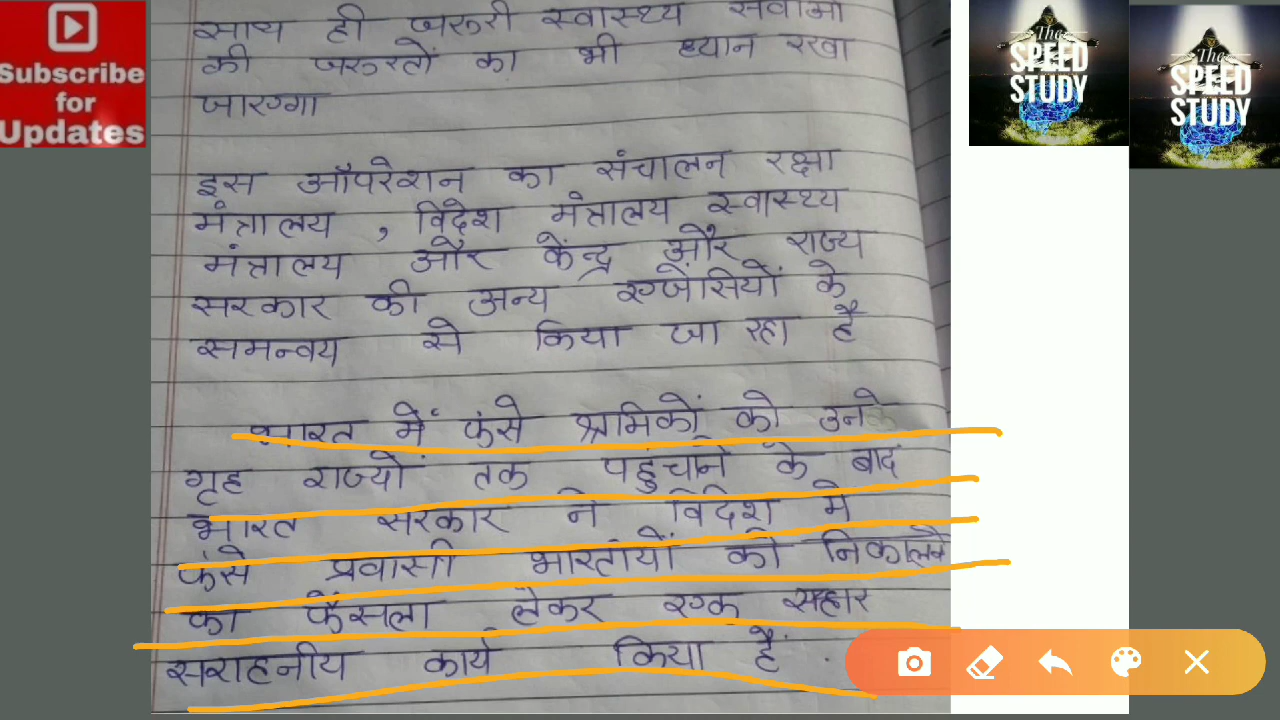 साथ ही जरुरी स्वास्थ्य सेवाओं
की जरुरतों का भी ध्यान रखा
जाएगा
इस ऑपरेशन का संचालन रक्षा
मंत्रालय , विदेश मंत्रालय स्वास्थ्य
मंत्रालय और केंन्द्र और राज्य
सरकार की अन्य एजेंसियों के
समन्वय से किया जा रहा है
भारत में फंसे श्रमिकों को उनके
गृह राज्यों तक पहुंचाने के बाद
भारत सरकार ने विदेश मे
फंसे प्रवासी भारतीयों को निकालने
का फैंसला लेकर एक
सराहनीय कार्य किया है .
Subscribe
for
Updates
The
SPEED
STUDY
The
SPEED
STUDY